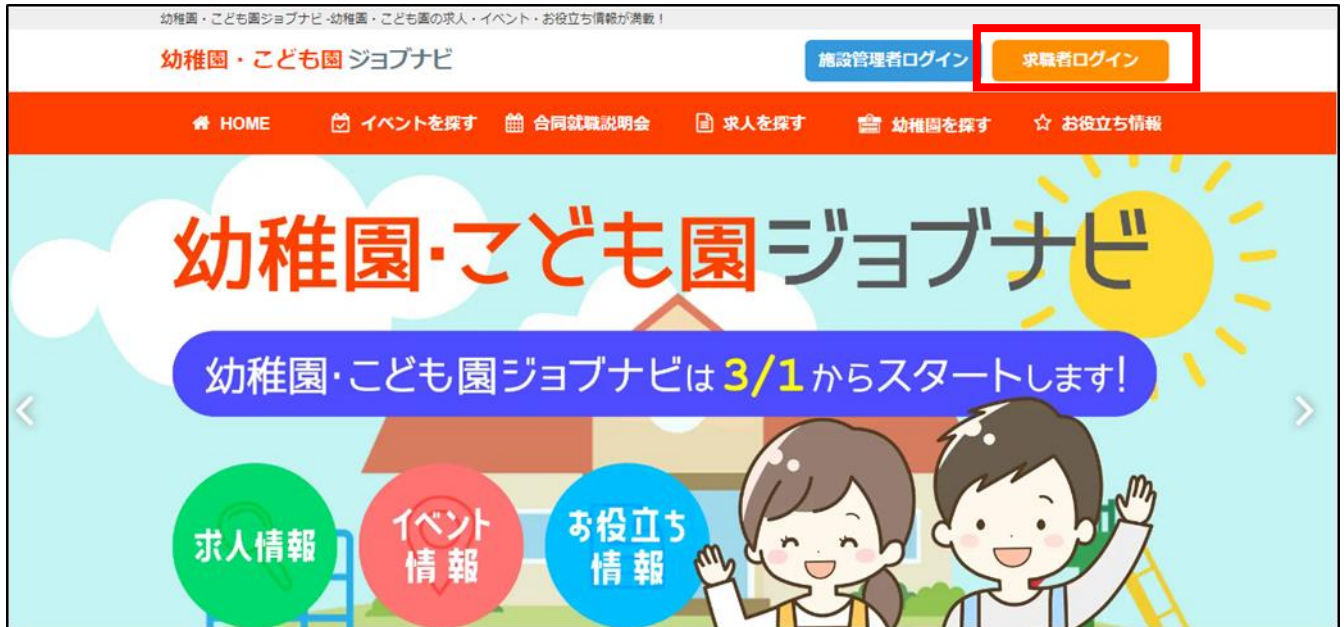 幼稚園・こども園ジョブナビ -幼稚園・こども園の求人・イベント・お役立ち情報が満載！
幼稚園・こども園 ジョブナビ
施設管理者ログイン
求職者ログイン
HOME
イベントを探す
合同就職説明会
求人を探す
幼稚園を探す
お役立ち情報
幼稚園・こども園ジョブナビ
幼稚園・こども園ジョブナビは 3/1 からスタートします!
求人情報
イベント
情報
お役立ち
情報